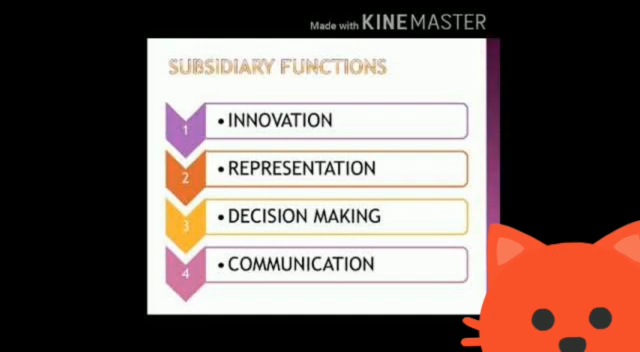 Made with KINEMASTER
SUBSIDIARY FUNCTIONS
1 • INNOVATION
2 • REPRESENTATION
3 • DECISION MAKING
4 • COMMUNICATION